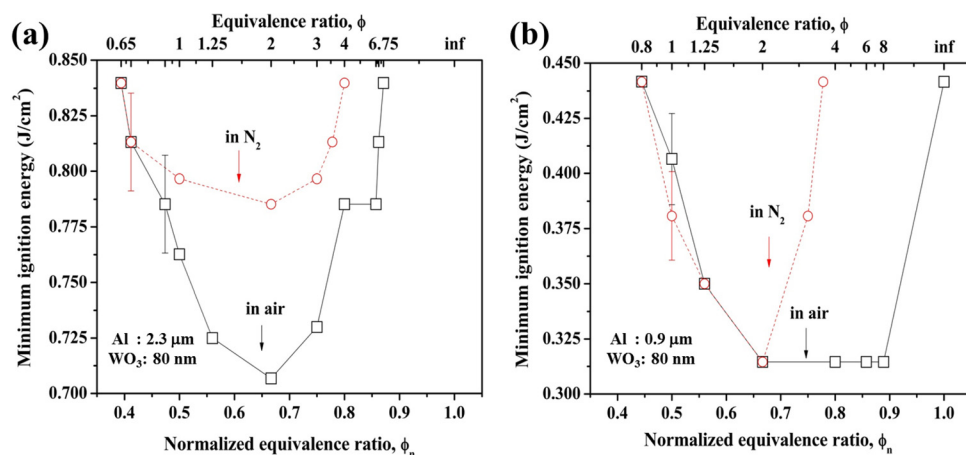 (a)
Equivalence ratio, ϕ
0.65 1 1.25 2 3 4 6.75 inf
Minimum ignition energy (J/cm²)
0.850
0.825
0.800
0.775
0.750
0.725
0.700
in N₂
in air
Al : 2.3 µm
WO₃: 80 nm
0.4 0.5 0.6 0.7 0.8 0.9 1.0
Normalized equivalence ratio, ϕₙ
(b)
Equivalence ratio, ϕ
0.8 1 1.25 2 4 6 8 inf
Minimum ignition energy (J/cm²)
0.450
0.425
0.400
0.375
0.350
0.325
0.300
in N₂
in air
Al : 0.9 µm
WO₃: 80 nm
0.4 0.5 0.6 0.7 0.8 0.9 1.0
Normalized equivalence ratio, ϕₙ